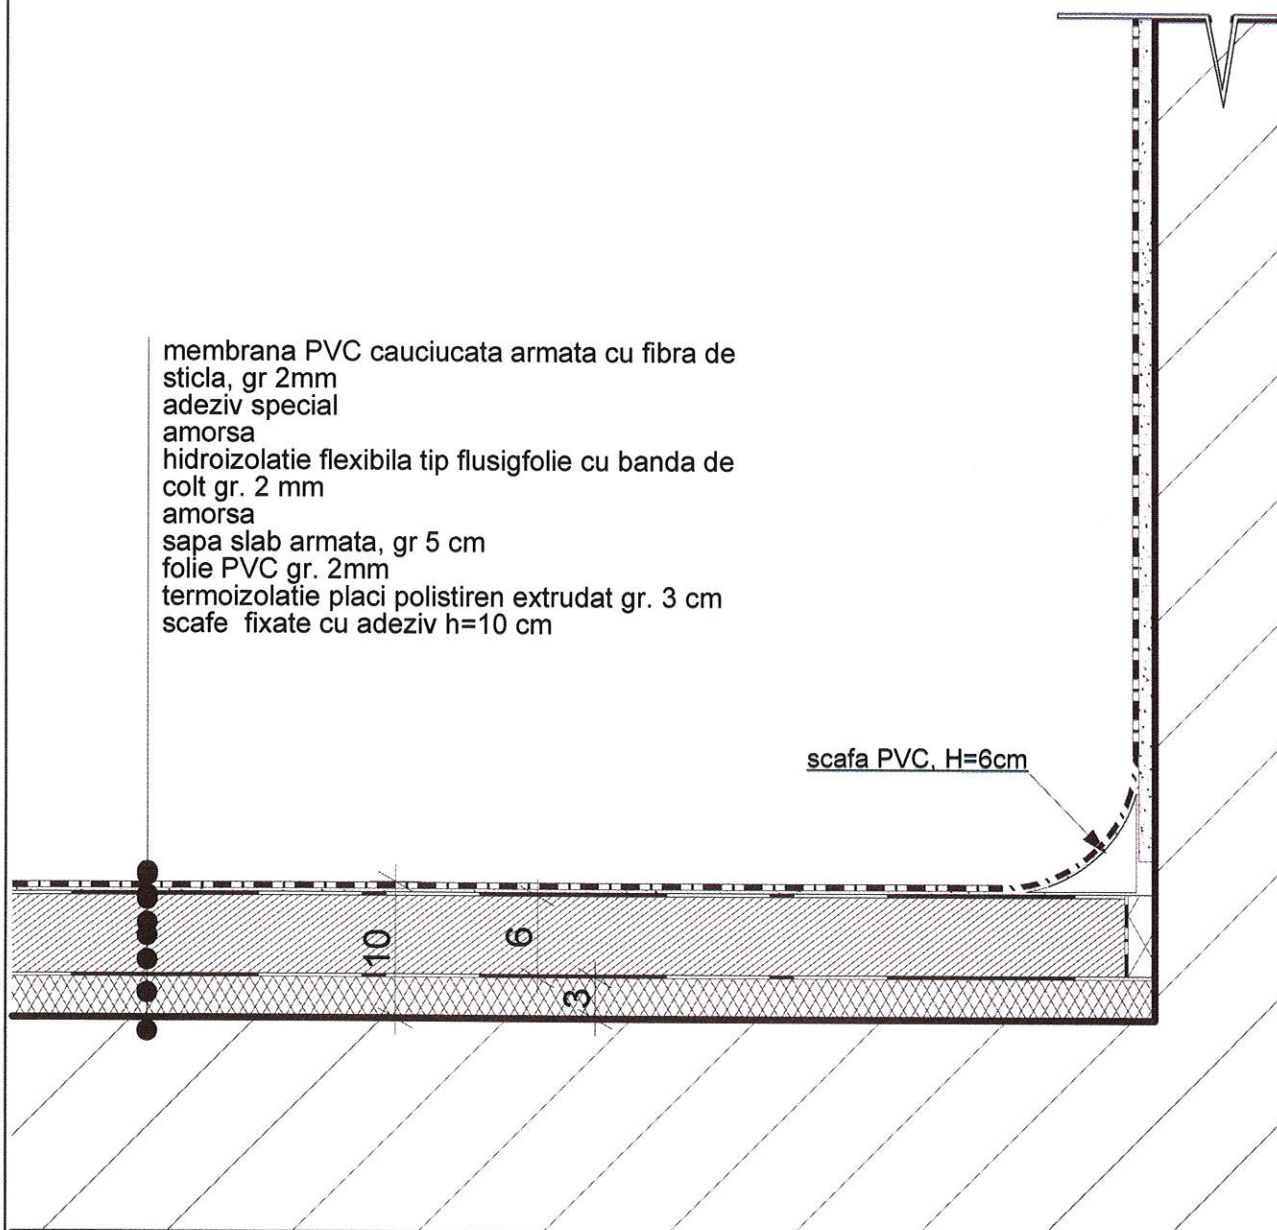 membrana PVC cauciucata armata cu fibra de
sticla, gr 2mm
adeziv special
amorsa
hidroizolatie flexibila tip flusigfolie cu banda de
colt gr. 2 mm
amorsa
sapa slab armata, gr 5 cm
folie PVC gr. 2mm
termoizolatie placi polistiren extrudat gr. 3 cm
scafe fixate cu adeziv h=10 cm
scafa PVC, H=6cm
10
6
3